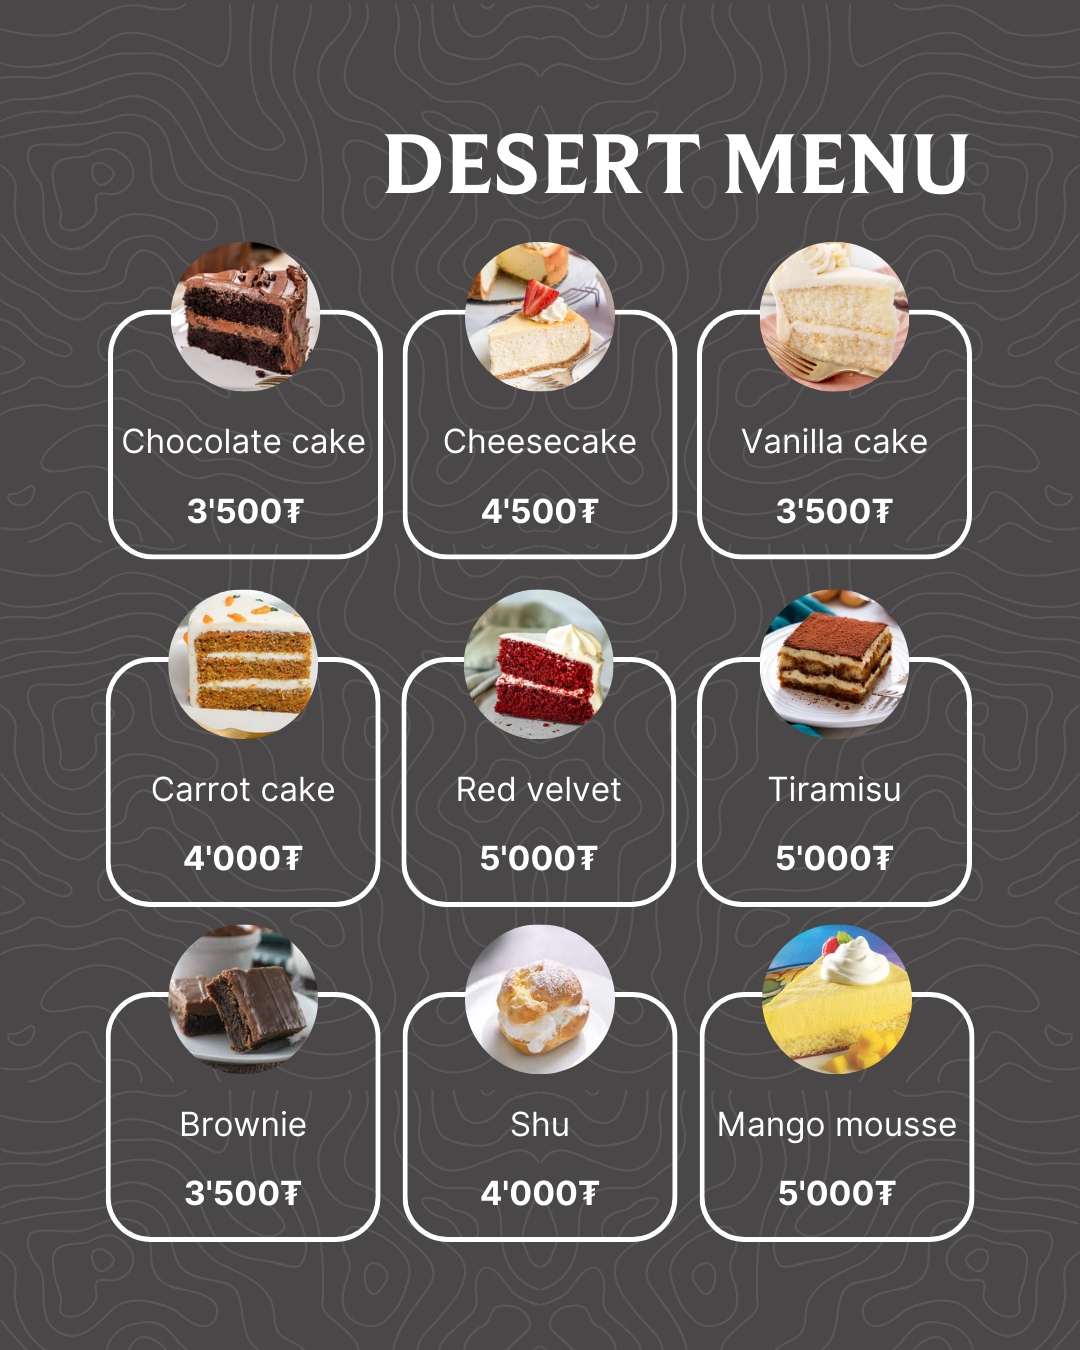 DESERT MENU
Chocolate cake
3'500₮
Cheesecake
4'500₮
Vanilla cake
3'500₮
Carrot cake
4'000₮
Red velvet
5'000₮
Tiramisu
5'000₮
Brownie
3'500₮
Shu
4'000₮
Mango mousse
5'000₮